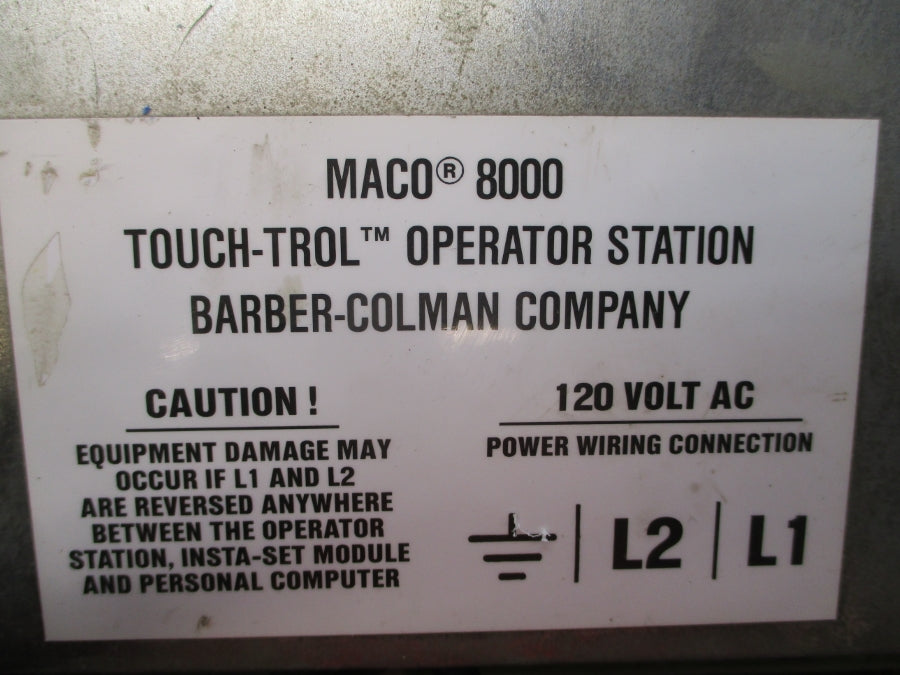 MACO® 8000
TOUCH-TROL™ OPERATOR STATION
BARBER-COLMAN COMPANY
CAUTION !
EQUIPMENT DAMAGE MAY
OCCUR IF L1 AND L2
ARE REVERSED ANYWHERE
BETWEEN THE OPERATOR
STATION, INSTA-SET MODULE
AND PERSONAL COMPUTER
120 VOLT AC
POWER WIRING CONNECTION
L2 L1